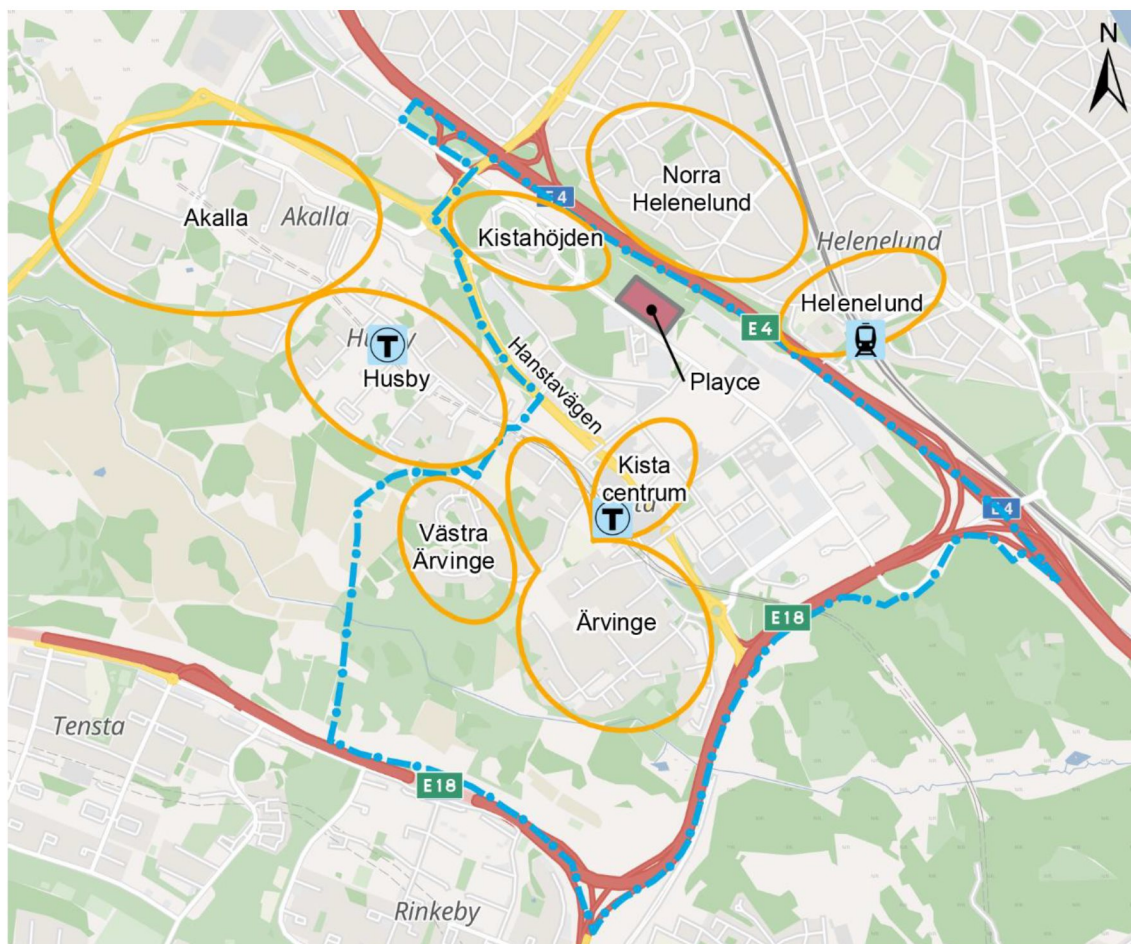 N
Norra
Helenelund
Akalla
Akalla
E4
Kistahöjden
Helenelund
Helenelund
E4
T
Husby
Hanstavägen
Playce
Kista
centrum
T
E4
Västra
Ärvinge
Ärvinge
E18
Tensta
E18
Rinkeby